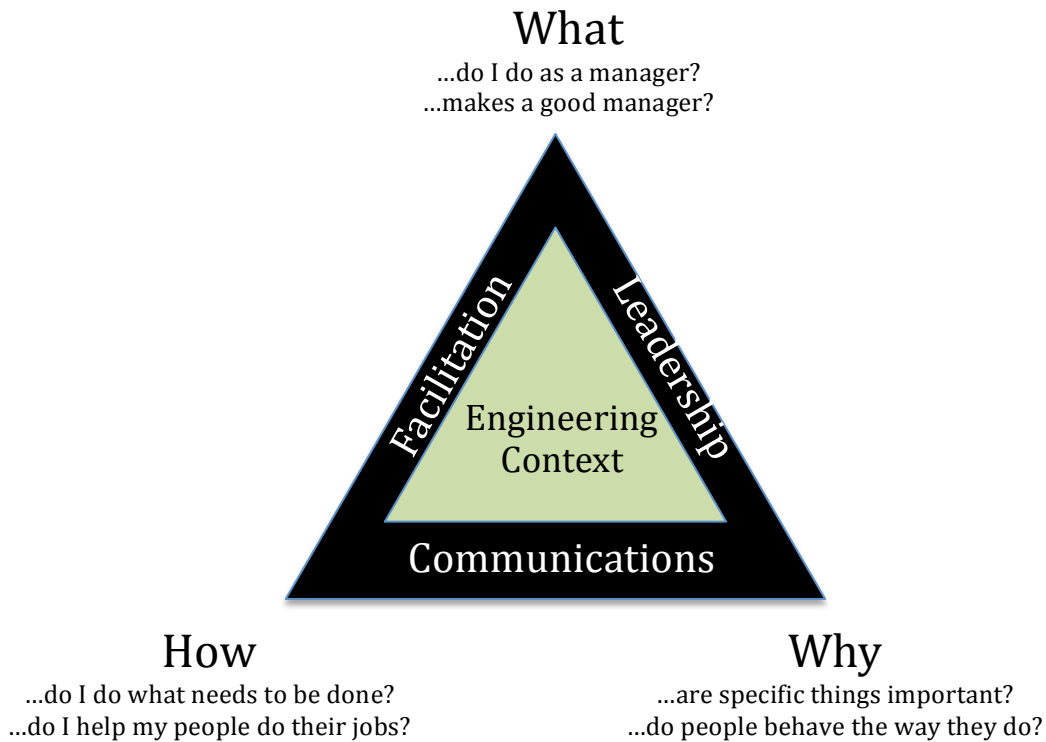 What
…do I do as a manager?
…makes a good manager?
Facilitation
Leadership
Engineering
Context
Communications
How
…do I do what needs to be done?
…do I help my people do their jobs?
Why
…are specific things important?
…do people behave the way they do?